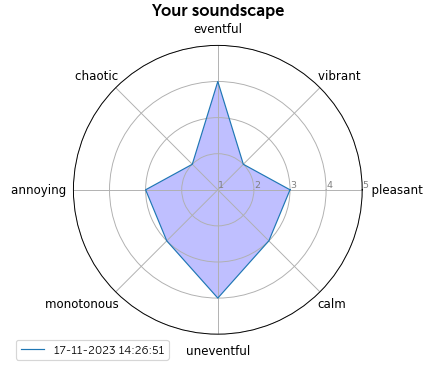 Your soundscape
eventful
chaotic
vibrant
annoying
1
2
3
4
5
pleasant
monotonous
calm
uneventful
17-11-2023 14:26:51